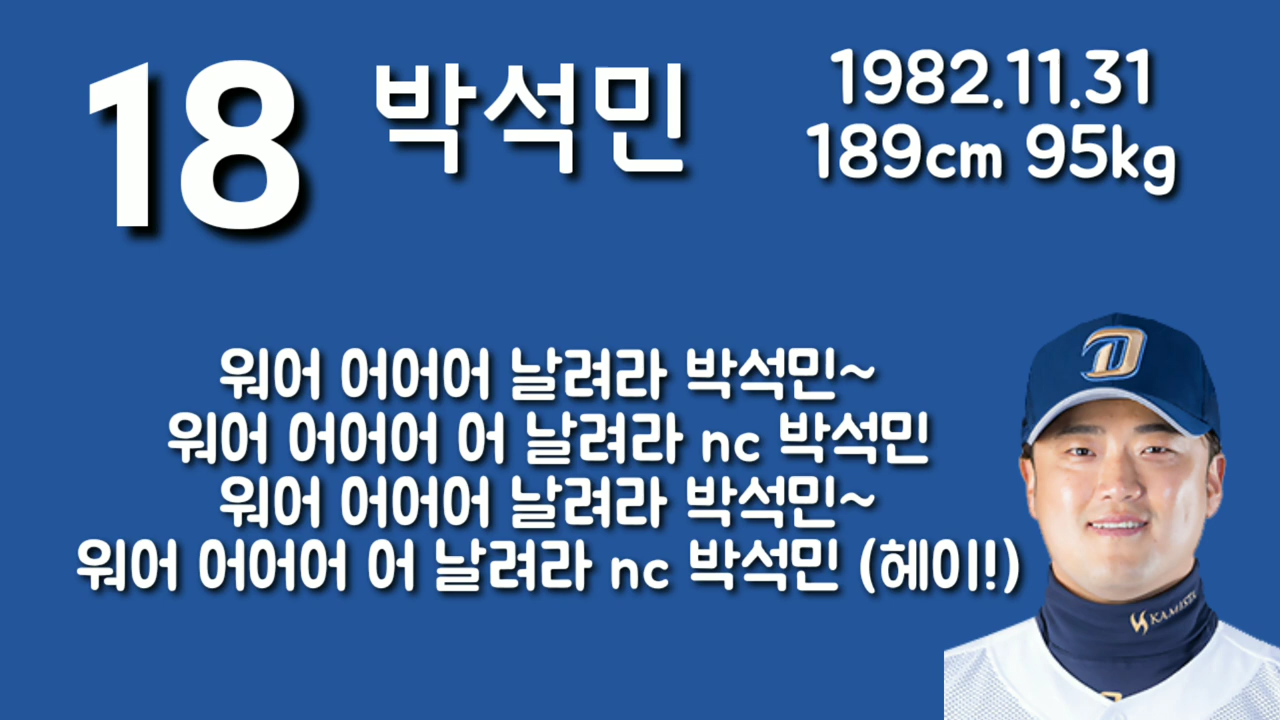 18 박석민
1982.11.31
189cm 95kg
워어 어어어 날려라 박석민~
워어 어어어 어 날려라 nc 박석민
워어 어어어 날려라 박석민~
워어 어어어 어 날려라 nc 박석민 (헤이!)
D
KAMISTA